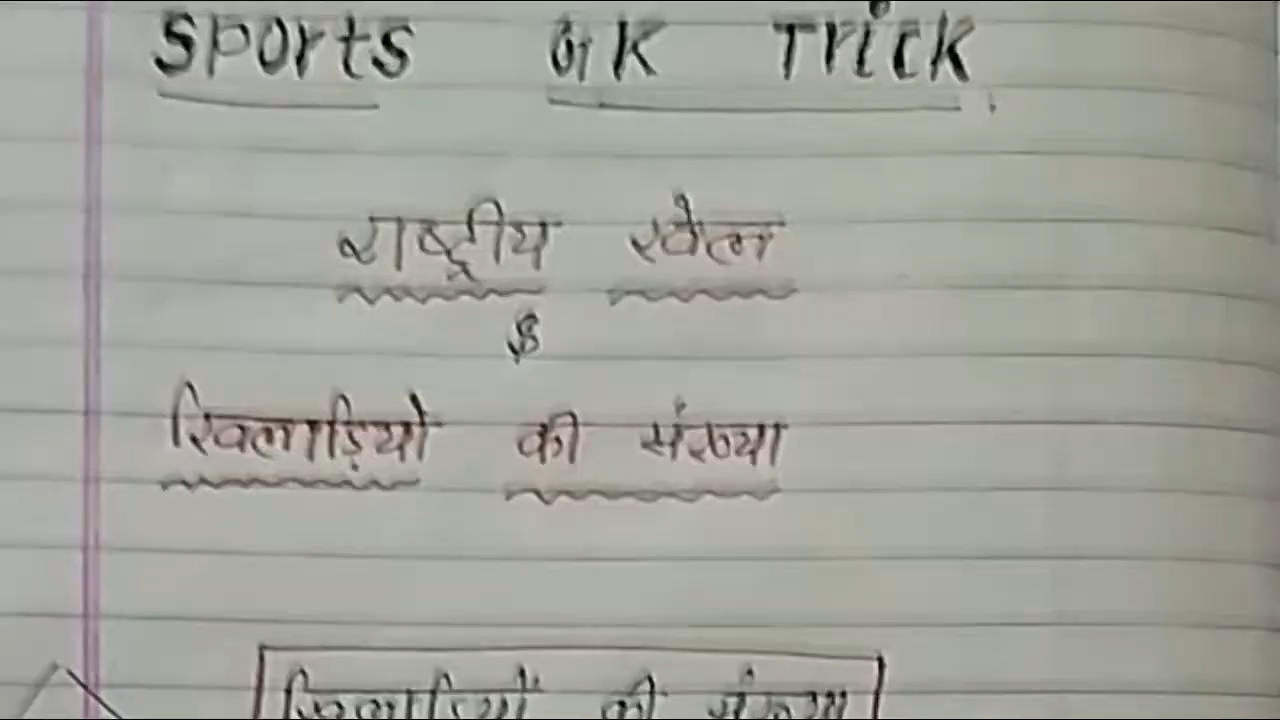 Sports GK Trick
राष्ट्रीय खेल
&
खिलाड़ियो की संख्या
खिलाड़ियों की संख्या